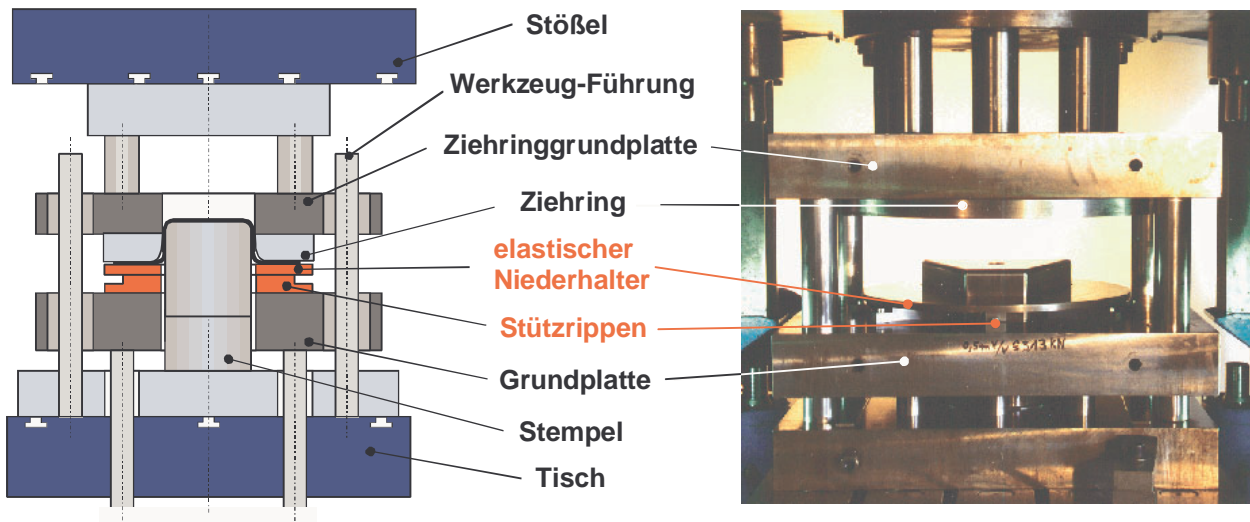 Stößel
Werkzeug-Führung
Ziehringgrundplatte
Ziehring
elastischer
Niederhalter
Stützrippen
Grundplatte
Stempel
Tisch